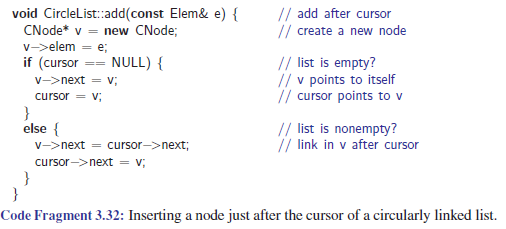 void CircleList::add(const Elem& e) { // add after cursor
CNode* v = new CNode; // create a new node
v−>elem = e;
if (cursor == NULL) { // list is empty?
v−>next = v; // v points to itself
cursor = v; // cursor points to v
}
else { // list is nonempty?
v−>next = cursor−>next; // link in v after cursor
cursor−>next = v;
}
}
Code Fragment 3.32: Inserting a node just after the cursor of a circularly linked list.